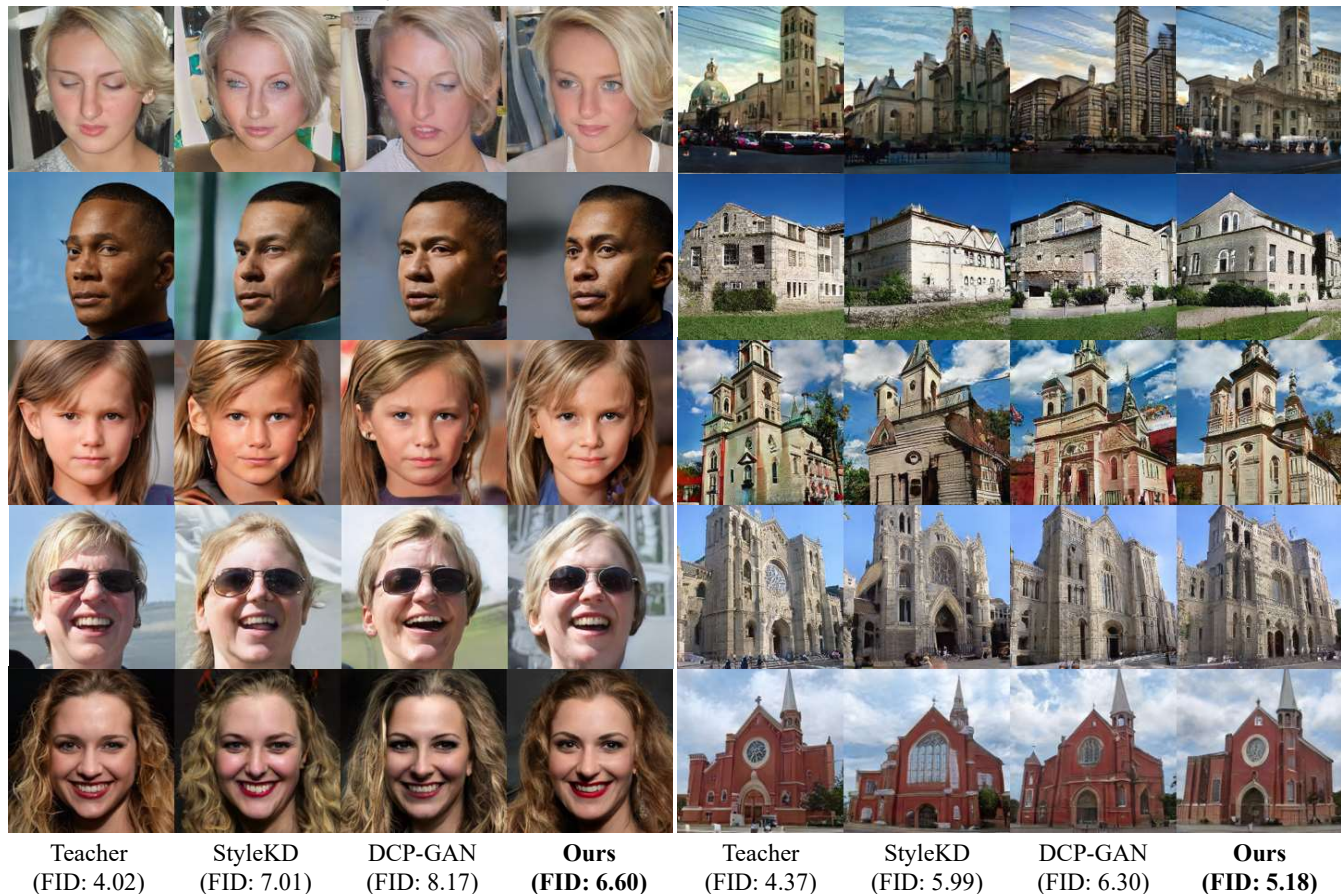 Teacher StyleKD DCP-GAN Ours Teacher StyleKD DCP-GAN Ours
(FID: 4.02) (FID: 7.01) (FID: 8.17) (FID: 6.60) (FID: 4.37) (FID: 5.99) (FID: 6.30) (FID: 5.18)